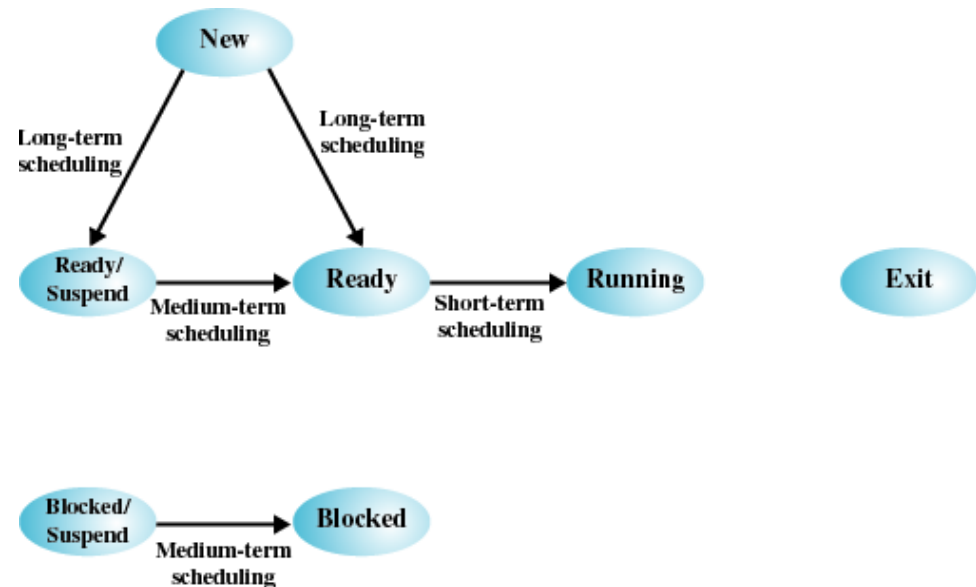 New
Long-term
scheduling
Long-term
scheduling
Ready/
Suspend
Medium-term
scheduling
Ready
Short-term
scheduling
Running
Exit
Blocked/
Suspend
Medium-term
scheduling
Blocked